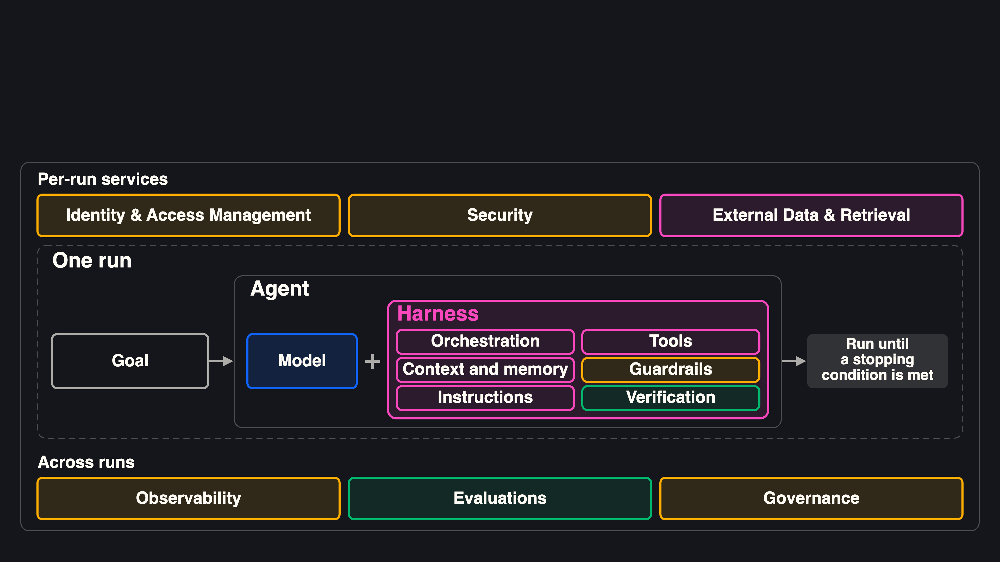 Per-run services
Identity & Access Management
Security
External Data & Retrieval
One run
Agent
Harness
Goal
Model
+
Orchestration
Tools
Context and memory
Guardrails
Instructions
Verification
Run until
a stopping
condition is met
Across runs
Observability
Evaluations
Governance